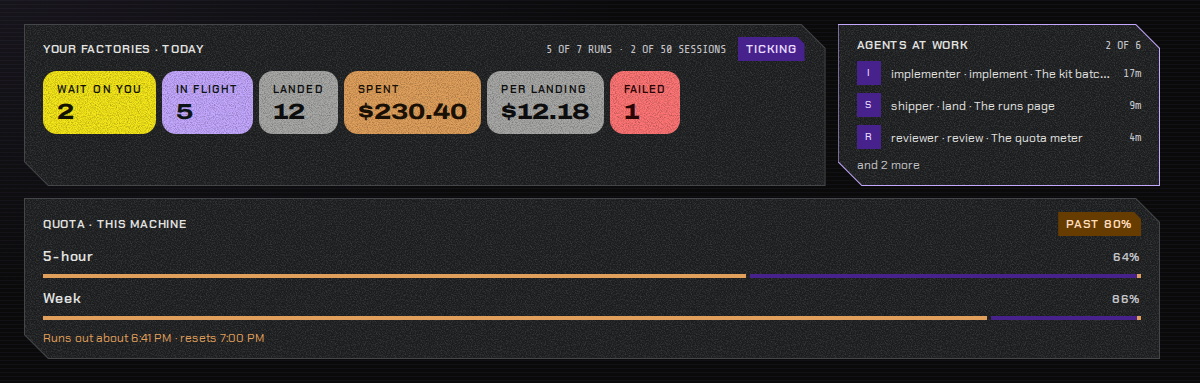 YOUR FACTORIES · TODAY
5 OF 7 RUNS · 2 OF 50 SESSIONS
TICKING
WAIT ON YOU
2
IN FLIGHT
5
LANDED
12
SPENT
$230.40
PER LANDING
$12.18
FAILED
1
AGENTS AT WORK
2 OF 6
I
implementer · implement · The kit batc...
17m
S
shipper · land · The runs page
9m
R
reviewer · review · The quota meter
4m
and 2 more
QUOTA · THIS MACHINE
PAST 80%
5-hour
64%
Week
86%
Runs out about 6:41 PM · resets 7:00 PM